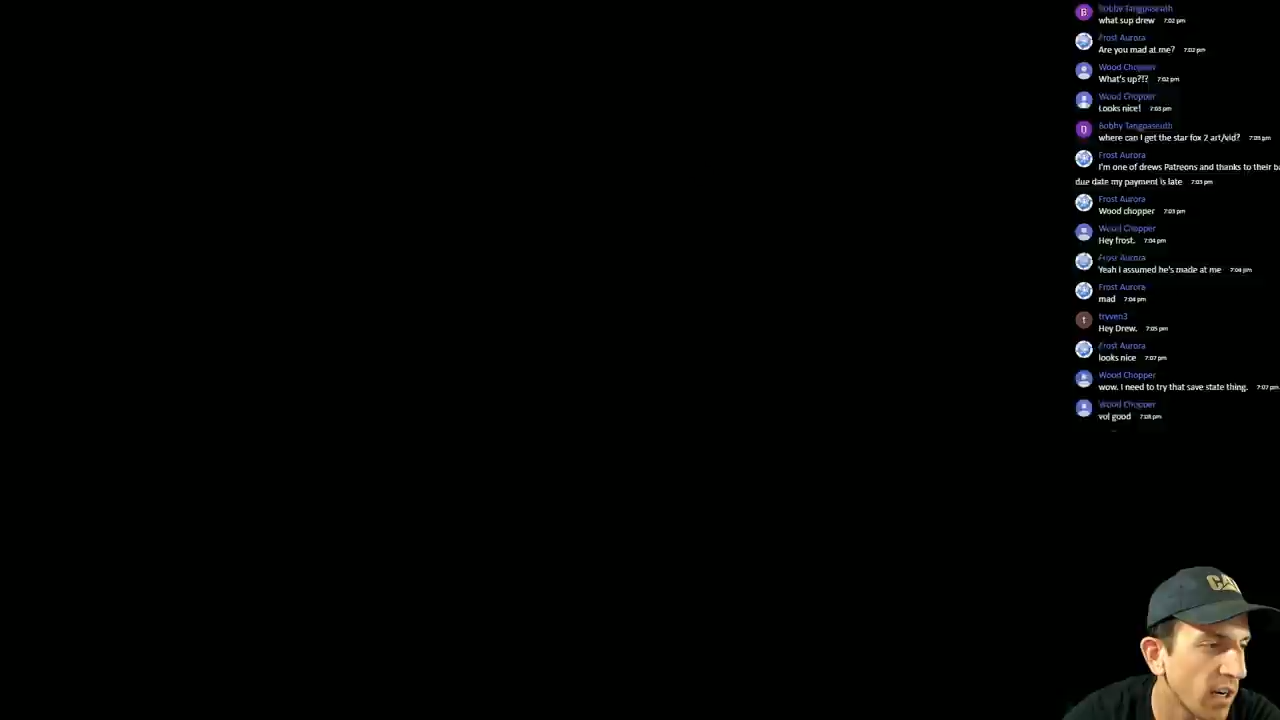 Bobby Tangpaseuth
what sup drew 7:02 pm
Frost Aurora
Are you mad at me? 7:02 pm
Wood Chopper
What's up?!? 7:02 pm
Wood Chopper
Looks nice! 7:03 pm
Bobby Tangpaseuth
where can I get the star fox 2 art/vid? 7:03 pm
Frost Aurora
I'm one of drews Patreons and thanks to their
due date my payment is late 7:03 pm
Frost Aurora
Wood chopper 7:03 pm
Wood Chopper
Hey frost. 7:04 pm
Frost Aurora
Yeah I assumed he's made at me 7:04 pm
Frost Aurora
mad 7:04 pm
t
tryven3
Hey Drew. 7:05 pm
Frost Aurora
looks nice 7:07 pm
Wood Chopper
wow. I need to try that save state thing. 7:07 pm
Wood Chopper
vol good 7:08 pm
CAT